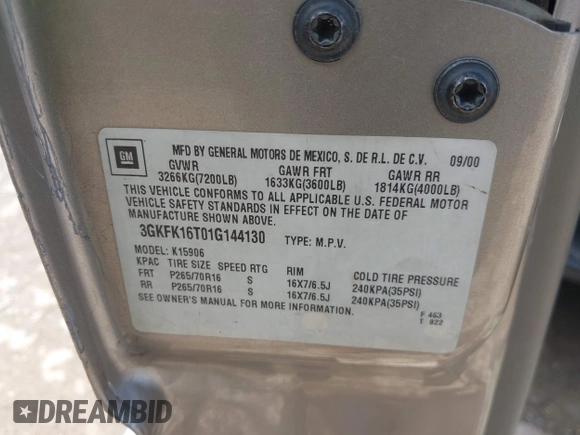 GM
MFD BY GENERAL MOTORS DE MEXICO, S. DE R.L. DE C.V. 09/00
GVWR GAWR FRT GAWR RR
3266KG(7200LB) 1633KG(3600LB) 1814KG(4000LB)
THIS VEHICLE CONFORMS TO ALL APPLICABLE U.S. FEDERAL MOTOR
VEHICLE SAFETY STANDARDS IN EFFECT ON THE DATE OF
MANUFACTURE SHOWN ABOVE.
3GKFK16T01G144130 TYPE: M.P.V.
MODEL: K15906
KPAC TIRE SIZE SPEED RTG RIM COLD TIRE PRESSURE
FRT P265/70R16 S 16X7/6.5J 240KPA(35PSI)
RR P265/70R16 S 16X7/6.5J 240KPA(35PSI)
SEE OWNER'S MANUAL FOR MORE INFORMATION.
F 463
T 922
DREAMBID